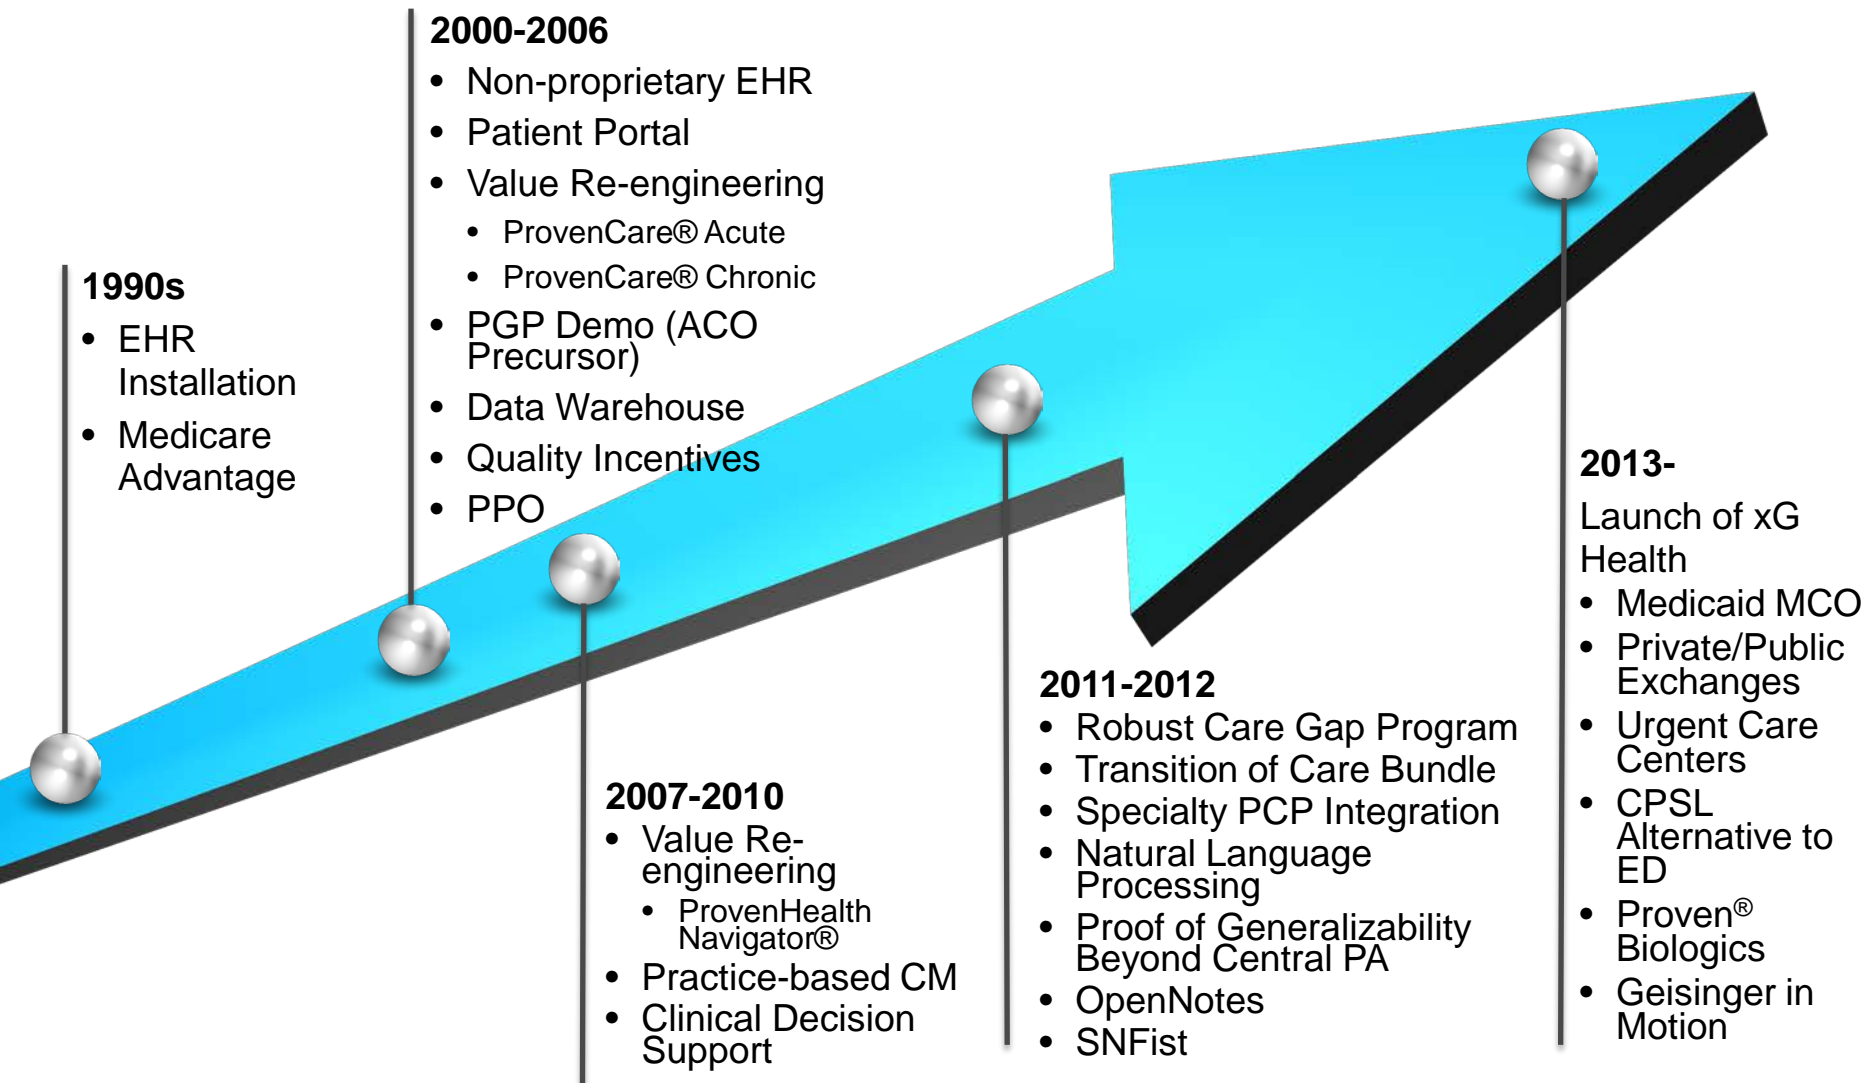 1990s
• EHR
Installation
• Medicare
Advantage
2000-2006
• Non-proprietary EHR
• Patient Portal
• Value Re-engineering
• ProvenCare® Acute
• ProvenCare® Chronic
• PGP Demo (ACO
Precursor)
• Data Warehouse
• Quality Incentives
• PPO
2007-2010
• Value Re-
engineering
• ProvenHealth
Navigator®
• Practice-based CM
• Clinical Decision
Support
2011-2012
• Robust Care Gap Program
• Transition of Care Bundle
• Specialty PCP Integration
• Natural Language
Processing
• Proof of Generalizability
Beyond Central PA
• OpenNotes
• SNFist
2013-
Launch of xG
Health
• Medicaid MCO
• Private/Public
Exchanges
• Urgent Care
Centers
• CPSL
Alternative to
ED
• Proven®
Biologics
• Geisinger in
Motion